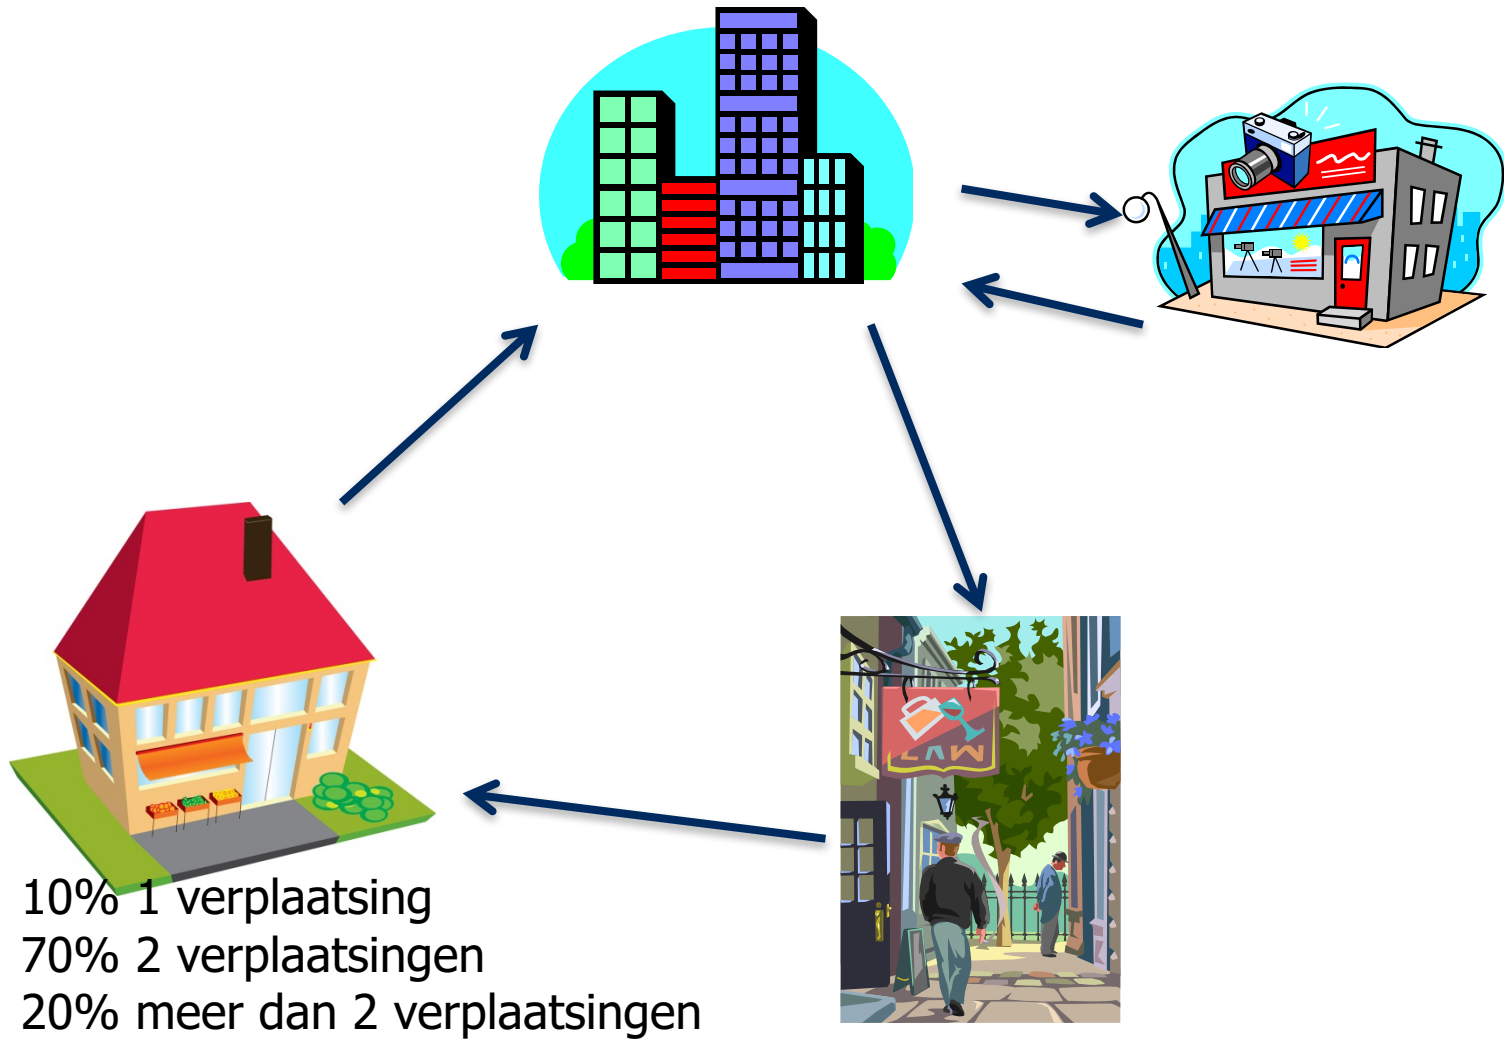 10% 1 verplaatsing
70% 2 verplaatsingen
20% meer dan 2 verplaatsingen